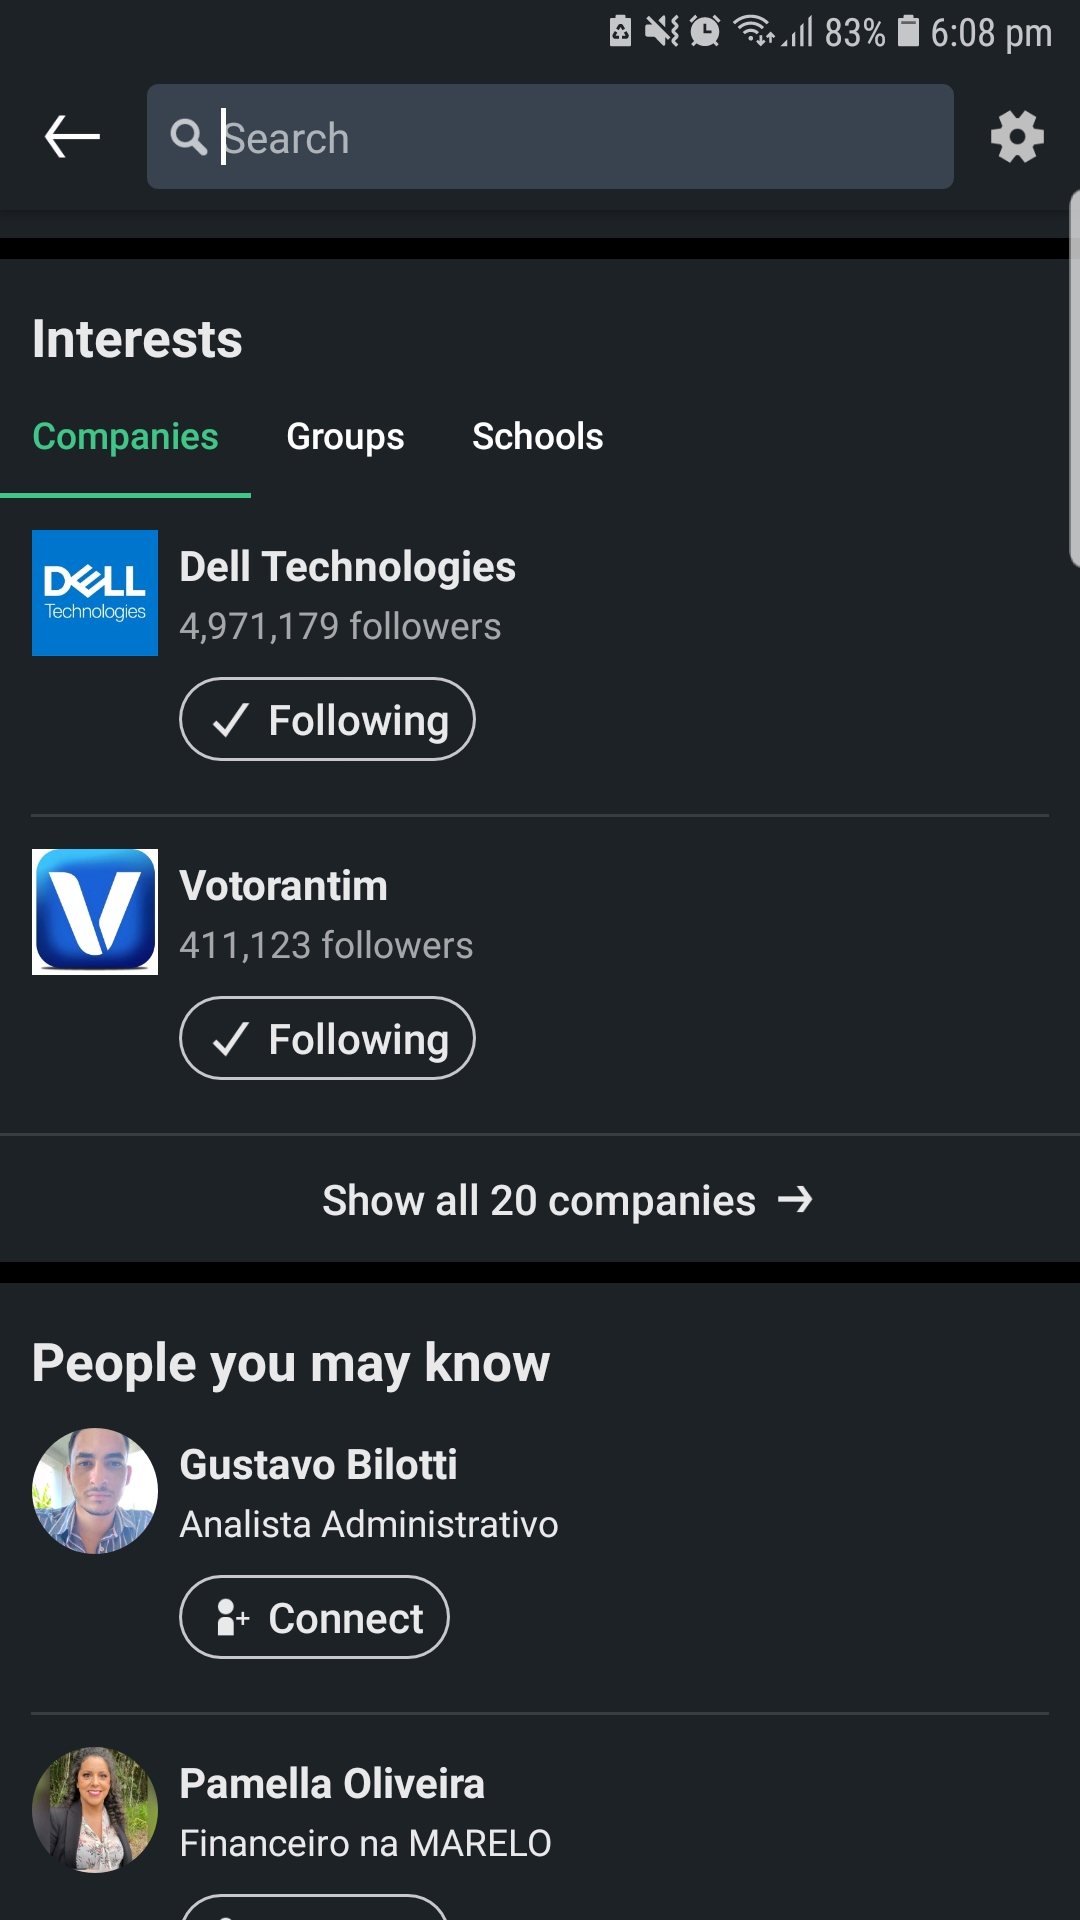 83% 6:08 pm
Search
Interests
Companies Groups Schools
DELL
Technologies
Dell Technologies
4,971,179 followers
Following
Votorantim
411,123 followers
Following
Show all 20 companies
People you may know
Gustavo Bilotti
Analista Administrativo
Connect
Pamella Oliveira
Financeiro na MARELO